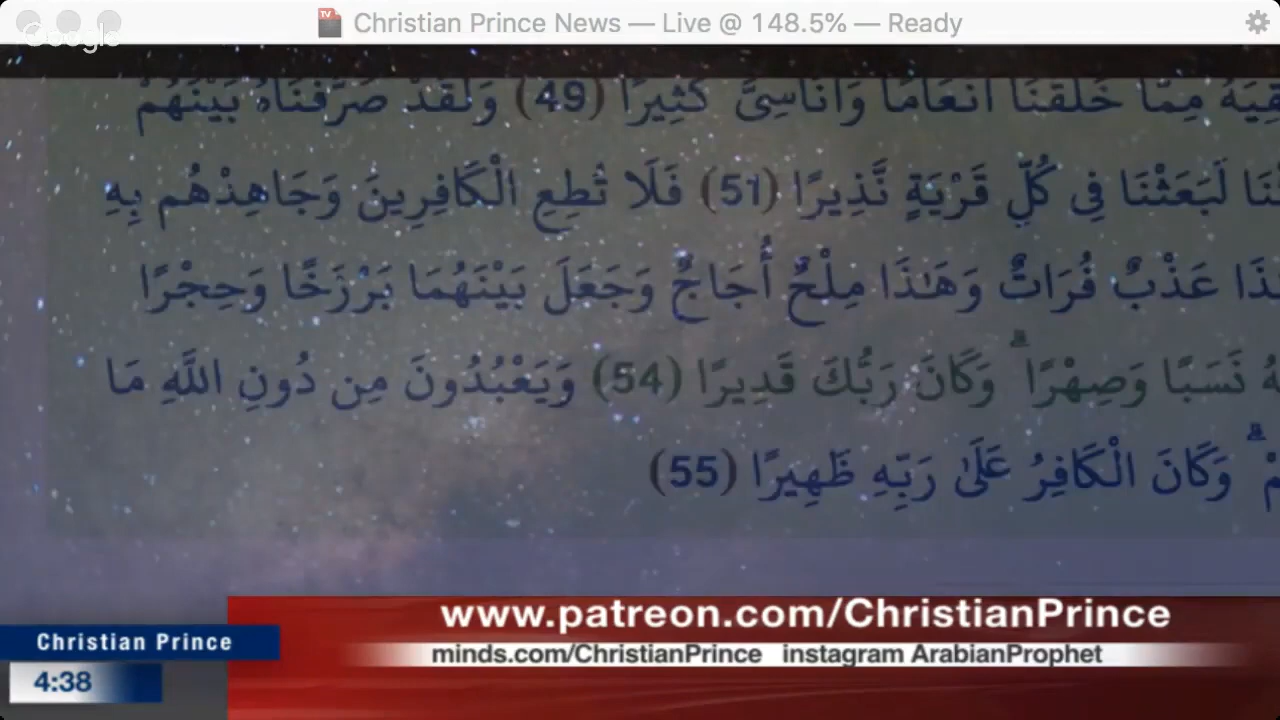 Christian Prince News — Live @ 148.5% — Ready
Google
مِمَّا خَلَقْنَا أَنْعَامًا وَأَنَاسِيَّ كَثِيرًا (49) وَلَقَدْ صَرَّفْنَاهُ بَيْنَهُمْ
لَبَعَثْنَا فِي كُلِّ قَرْيَةٍ نَّذِيرًا (51) فَلَا تُطِعِ الْكَافِرِينَ وَجَاهِدْهُم بِهِ
عَذْبٌ فُرَاتٌ وَهَٰذَا مِلْحٌ أُجَاجٌ وَجَعَلَ بَيْنَهُمَا بَرْزَخًا وَحِجْرًا
نَسَبًا وَصِهْرًا ۗ وَكَانَ رَبُّكَ قَدِيرًا (54) وَيَعْبُدُونَ مِن دُونِ اللَّهِ مَا
ۗ وَكَانَ الْكَافِرُ عَلَىٰ رَبِّهِ ظَهِيرًا (55)
www.patreon.com/ChristianPrince
Christian Prince
minds.com/ChristianPrince instagram ArabianProphet
4:38